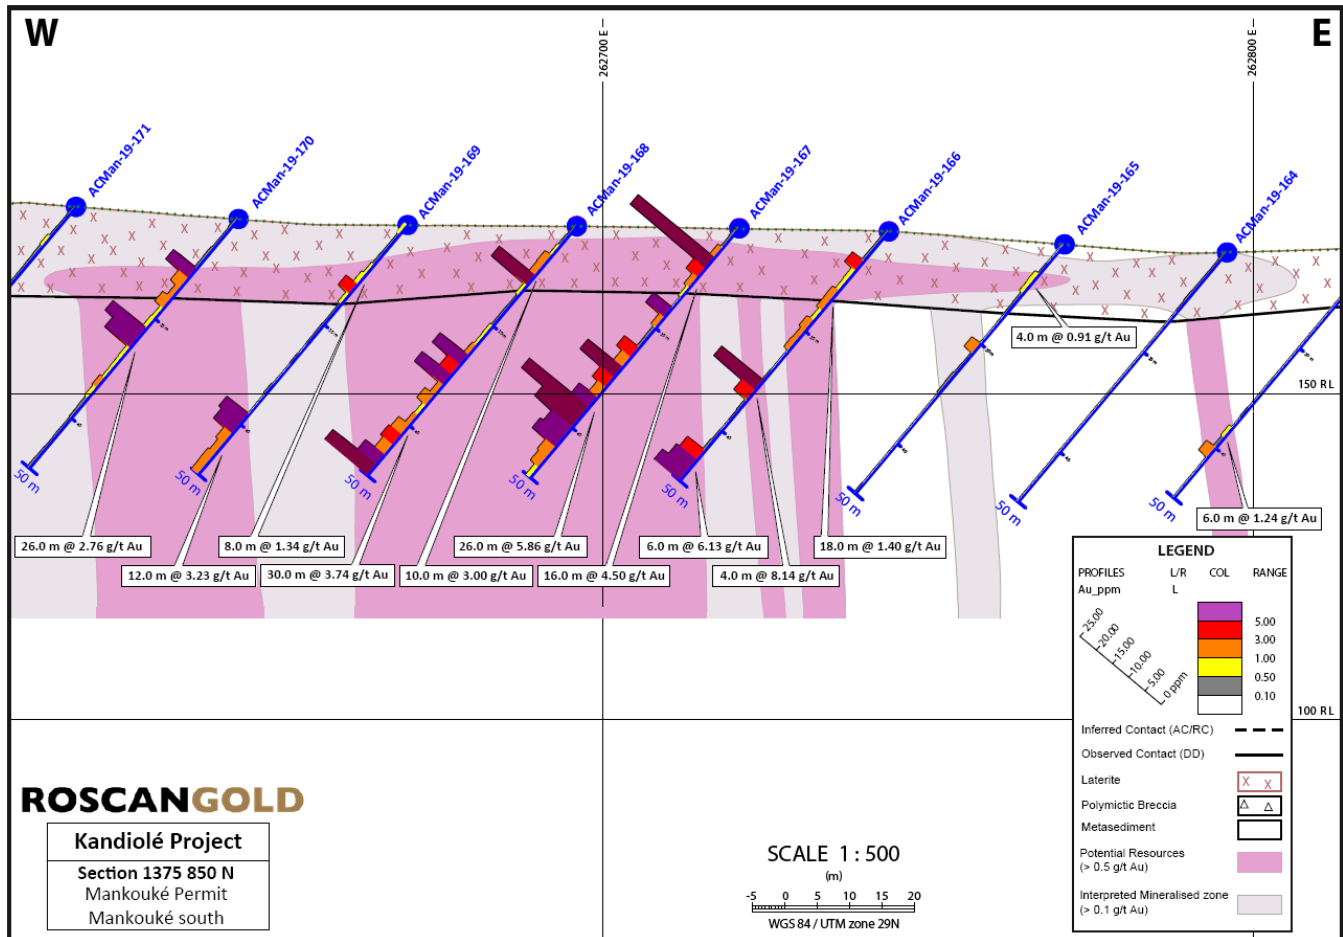 W
E
262700 E
262800 E
ACMan-19-171
ACMan-19-170
ACMan-19-169
ACMan-19-168
ACMan-19-167
ACMan-19-166
ACMan-19-165
ACMan-19-164
4.0 m @ 0.91 g/t Au
150 RL
50 m
50 m
50 m
50 m
50 m
50 m
50 m
50 m
26.0 m @ 2.76 g/t Au
8.0 m @ 1.34 g/t Au
26.0 m @ 5.86 g/t Au
6.0 m @ 6.13 g/t Au
18.0 m @ 1.40 g/t Au
6.0 m @ 1.24 g/t Au
12.0 m @ 3.23 g/t Au
30.0 m @ 3.74 g/t Au
10.0 m @ 3.00 g/t Au
16.0 m @ 4.50 g/t Au
4.0 m @ 8.14 g/t Au
LEGEND
PROFILES L/R COL RANGE
Au_ppm L
25.00
20.00
15.00
10.00
5.00
0 ppm
5.00
3.00
1.00
0.50
0.10
100 RL
Inferred Contact (AC/RC)
Observed Contact (DD)
Laterite
Polymictic Breccia
Metasediment
Potential Resources
(> 0.5 g/t Au)
Interpreted Mineralised zone
(> 0.1 g/t Au)
ROSCANGOLD
Kandiolé Project
Section 1375 850 N
Mankouké Permit
Mankouké south
SCALE 1 : 500
(m)
-5 0 5 10 15 20
WGS 84 / UTM zone 29N